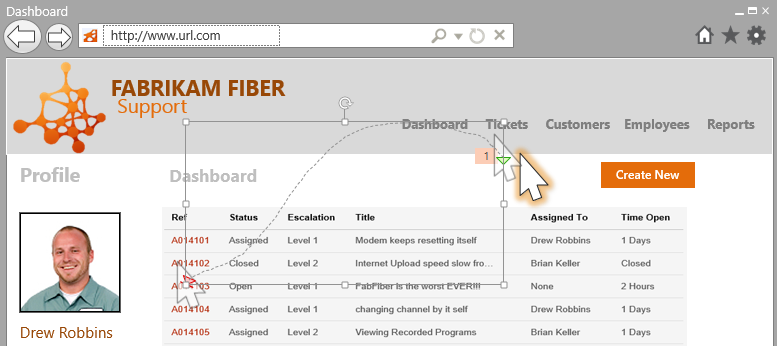 Dashboard
http://www.url.com
FABRIKAM FIBER
Support
Dashboard Tickets Customers Employees Reports
1
Profile
Dashboard
Create New
Ref Status Escalation Title Assigned To Time Open
A014101 Assigned Level 1 Modem keeps resetting itself Drew Robbins 1 Days
A014102 Closed Level 2 Internet Upload speed slow fro... Brian Keller Closed
A014103 Open Level 1 FabFiber is the worst EVER!!! None 2 Hours
A014104 Assigned Level 1 changing channel by it self Drew Robbins 1 Days
A014105 Assigned Level 2 Viewing Recorded Programs Brian Keller 1 Days
Drew Robbins